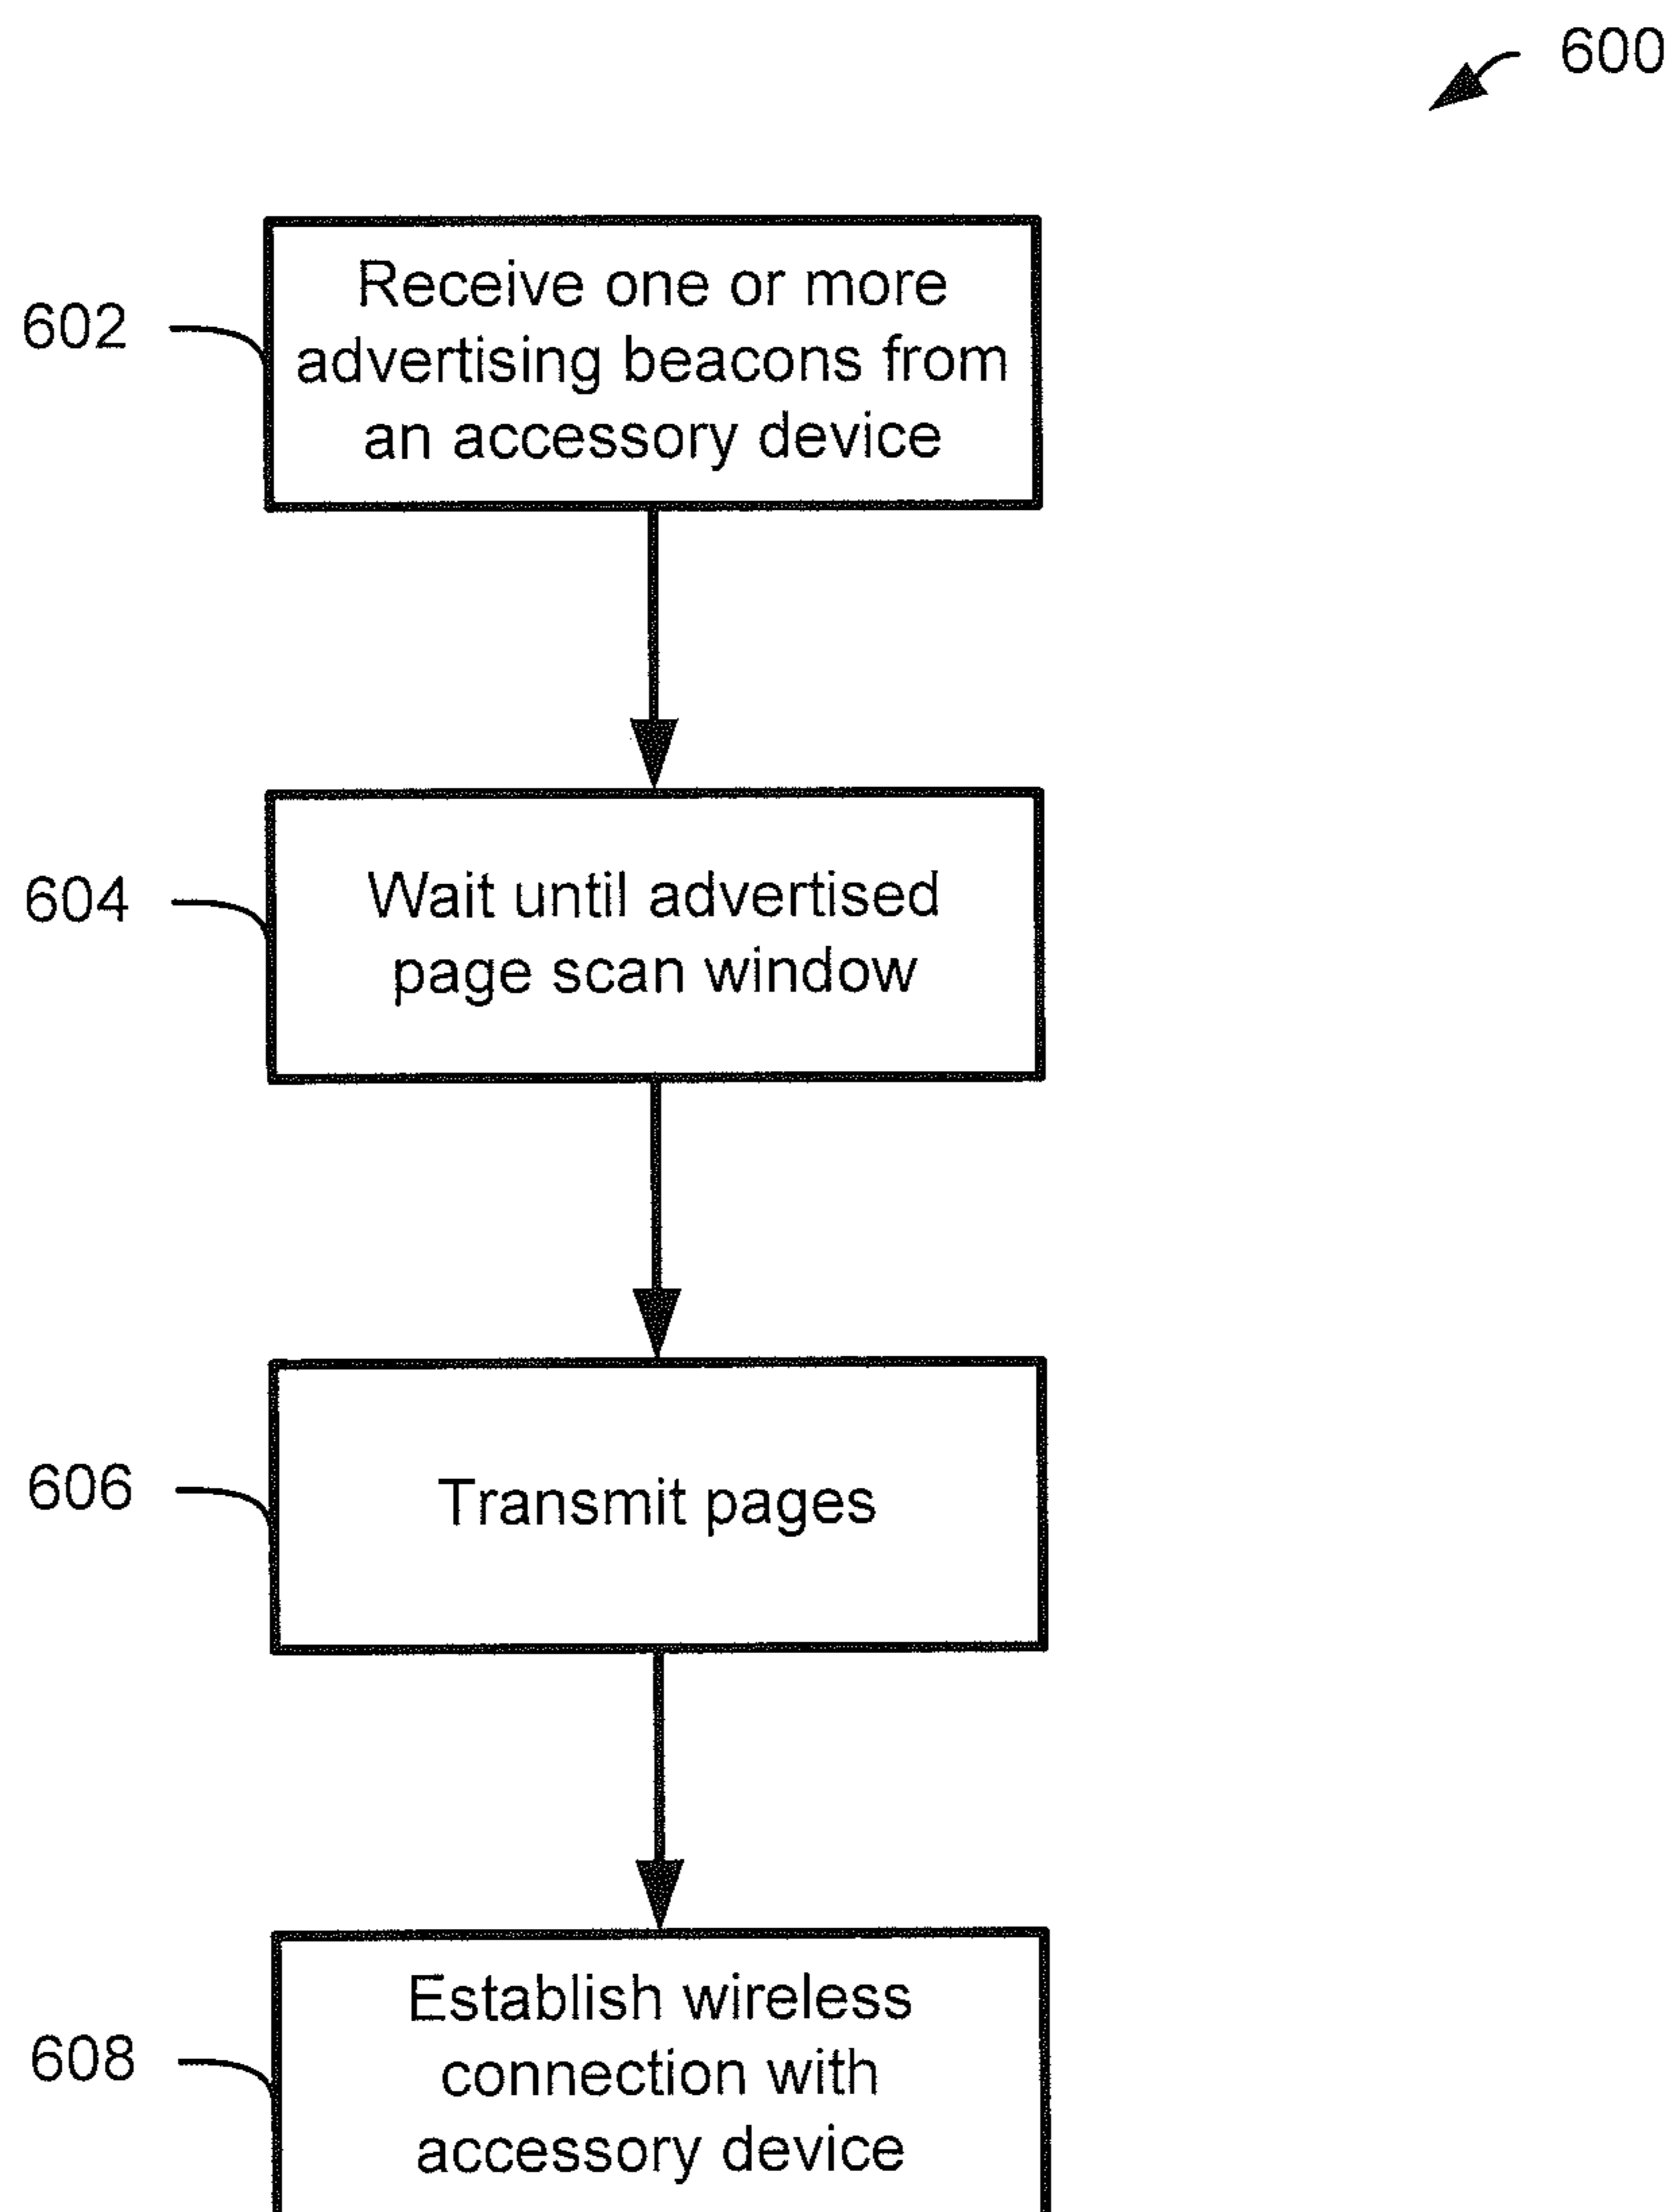 600
602
Receive one or more
advertising beacons from
an accessory device
604
Wait until advertised
page scan window
606
Transmit pages
608
Establish wireless
connection with
accessory device